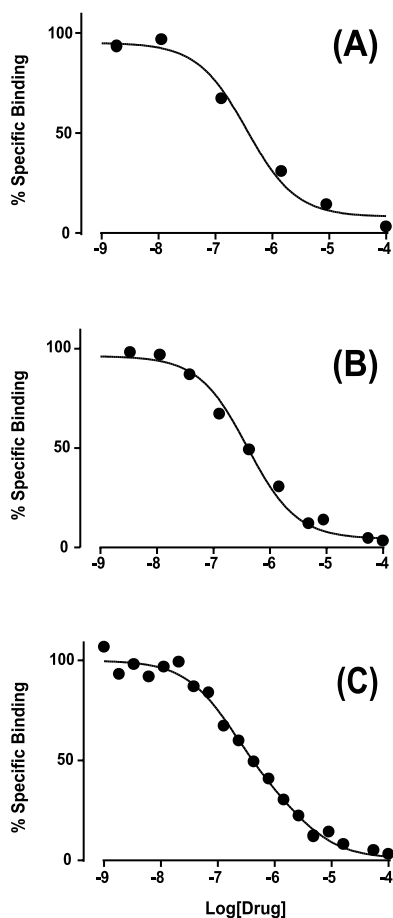 (A)
% Specific Binding
100
50
0
-9 -8 -7 -6 -5 -4
(B)
% Specific Binding
100
50
0
-9 -8 -7 -6 -5 -4
(C)
% Specific Binding
100
50
0
-9 -8 -7 -6 -5 -4
Log[Drug]